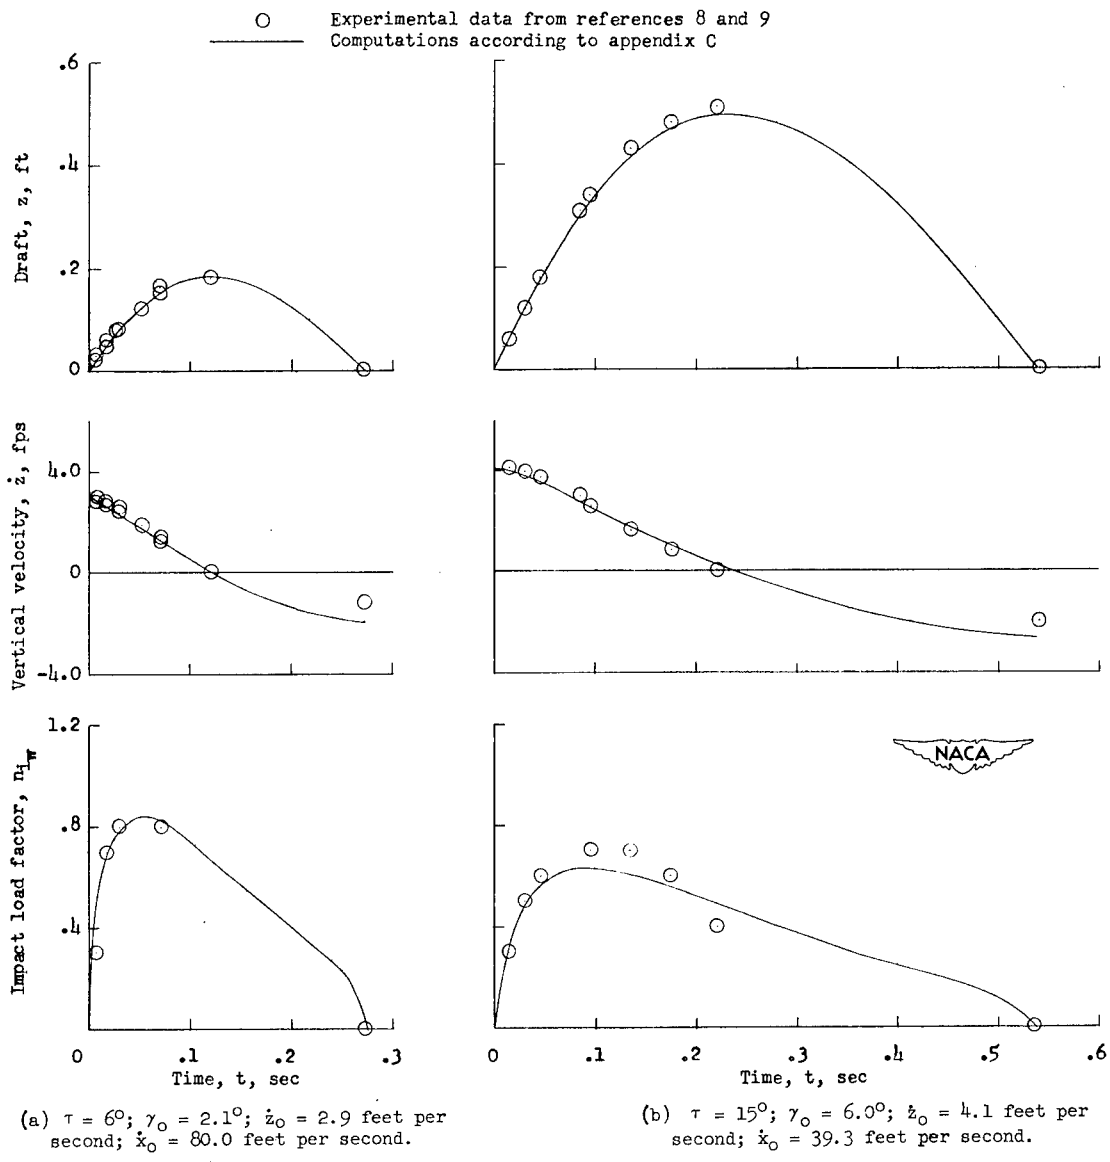 Experimental data from references 8 and 9
Computations according to appendix C
.6
.4
.2
0
Draft, z, ft
4.0
0
-4.0
Vertical velocity, ż, fps
1.2
.8
.4
Impact load factor, n_{i_w}
NACA
0 .1 .2 .3
Time, t, sec
0 .1 .2 .3 .4 .5 .6
Time, t, sec
(a) τ = 6°; γ₀ = 2.1°; ż₀ = 2.9 feet per
second; ẋ₀ = 80.0 feet per second.
(b) τ = 15°; γ₀ = 6.0°; ż₀ = 4.1 feet per
second; ẋ₀ = 39.3 feet per second.